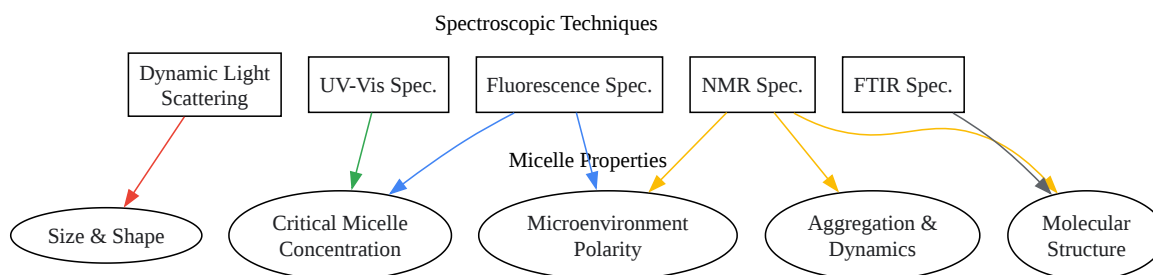 Spectroscopic Techniques
Dynamic Light
Scattering
UV-Vis Spec.
Fluorescence Spec.
NMR Spec.
FTIR Spec.
Micelle Properties
Size & Shape
Critical Micelle
Concentration
Microenvironment
Polarity
Aggregation &
Dynamics
Molecular
Structure